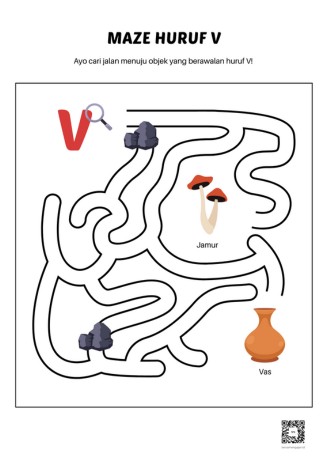 MAZE HURUF V
Ayo cari jalan menuju objek yang berawalan huruf V!
V
Jamur
Vas